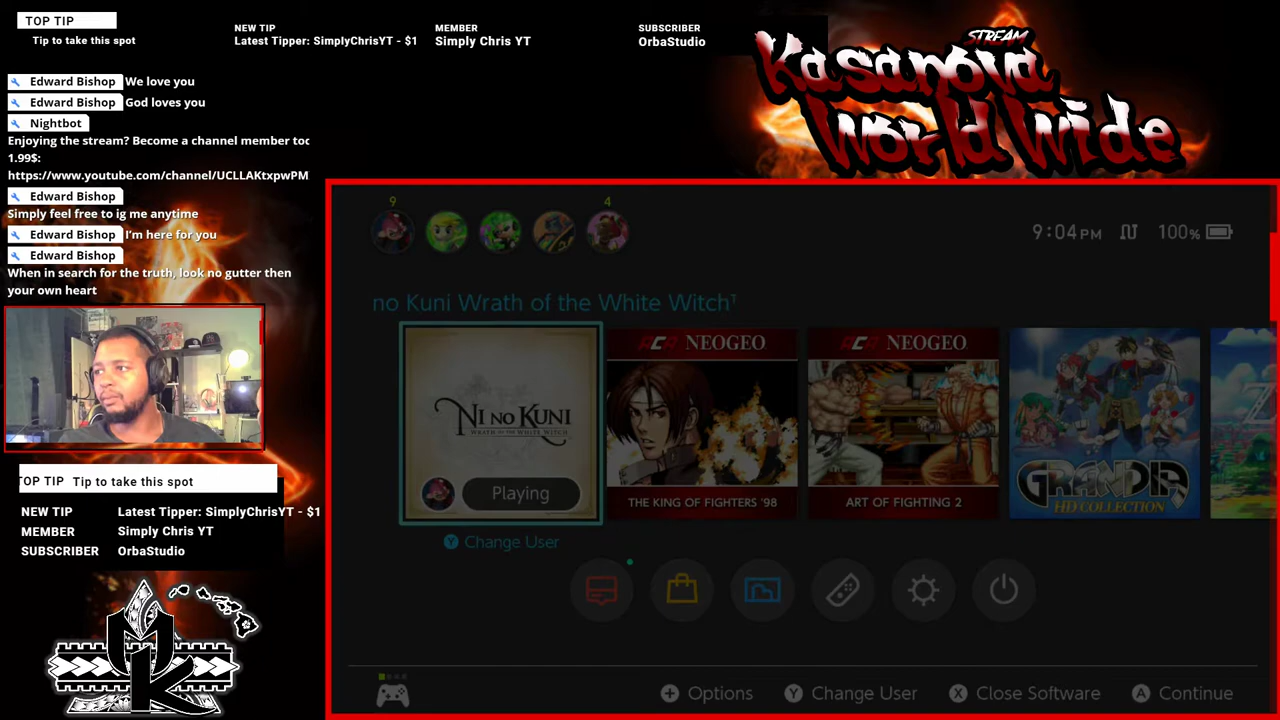 TOP TIP
Tip to take this spot
NEW TIP
Latest Tipper: SimplyChrisYT - $1
MEMBER
Simply Chris YT
SUBSCRIBER
OrbaStudio
STREAM
Kasanova
World Wide
Edward Bishop We love you
Edward Bishop God loves you
Nightbot
Enjoying the stream? Become a channel member toc
1.99$:
https://www.youtube.com/channel/UCLLAKtxpwPM
Edward Bishop
Simply feel free to ig me anytime
Edward Bishop I'm here for you
Edward Bishop
When in search for the truth, look no gutter then
your own heart
TOP TIP Tip to take this spot
NEW TIP Latest Tipper: SimplyChrisYT - $1
MEMBER Simply Chris YT
SUBSCRIBER OrbaStudio
MK
9
4
9:04 PM
100%
no Kuni Wrath of the White Witch
NI NO KUNI
WRATH OF THE WHITE WITCH
Playing
ACA NEOGEO
THE KING OF FIGHTERS '98
ACA NEOGEO
ART OF FIGHTING 2
GRANDIA
HD COLLECTION
Z
Y Change User
+ Options
Y Change User
X Close Software
A Continue